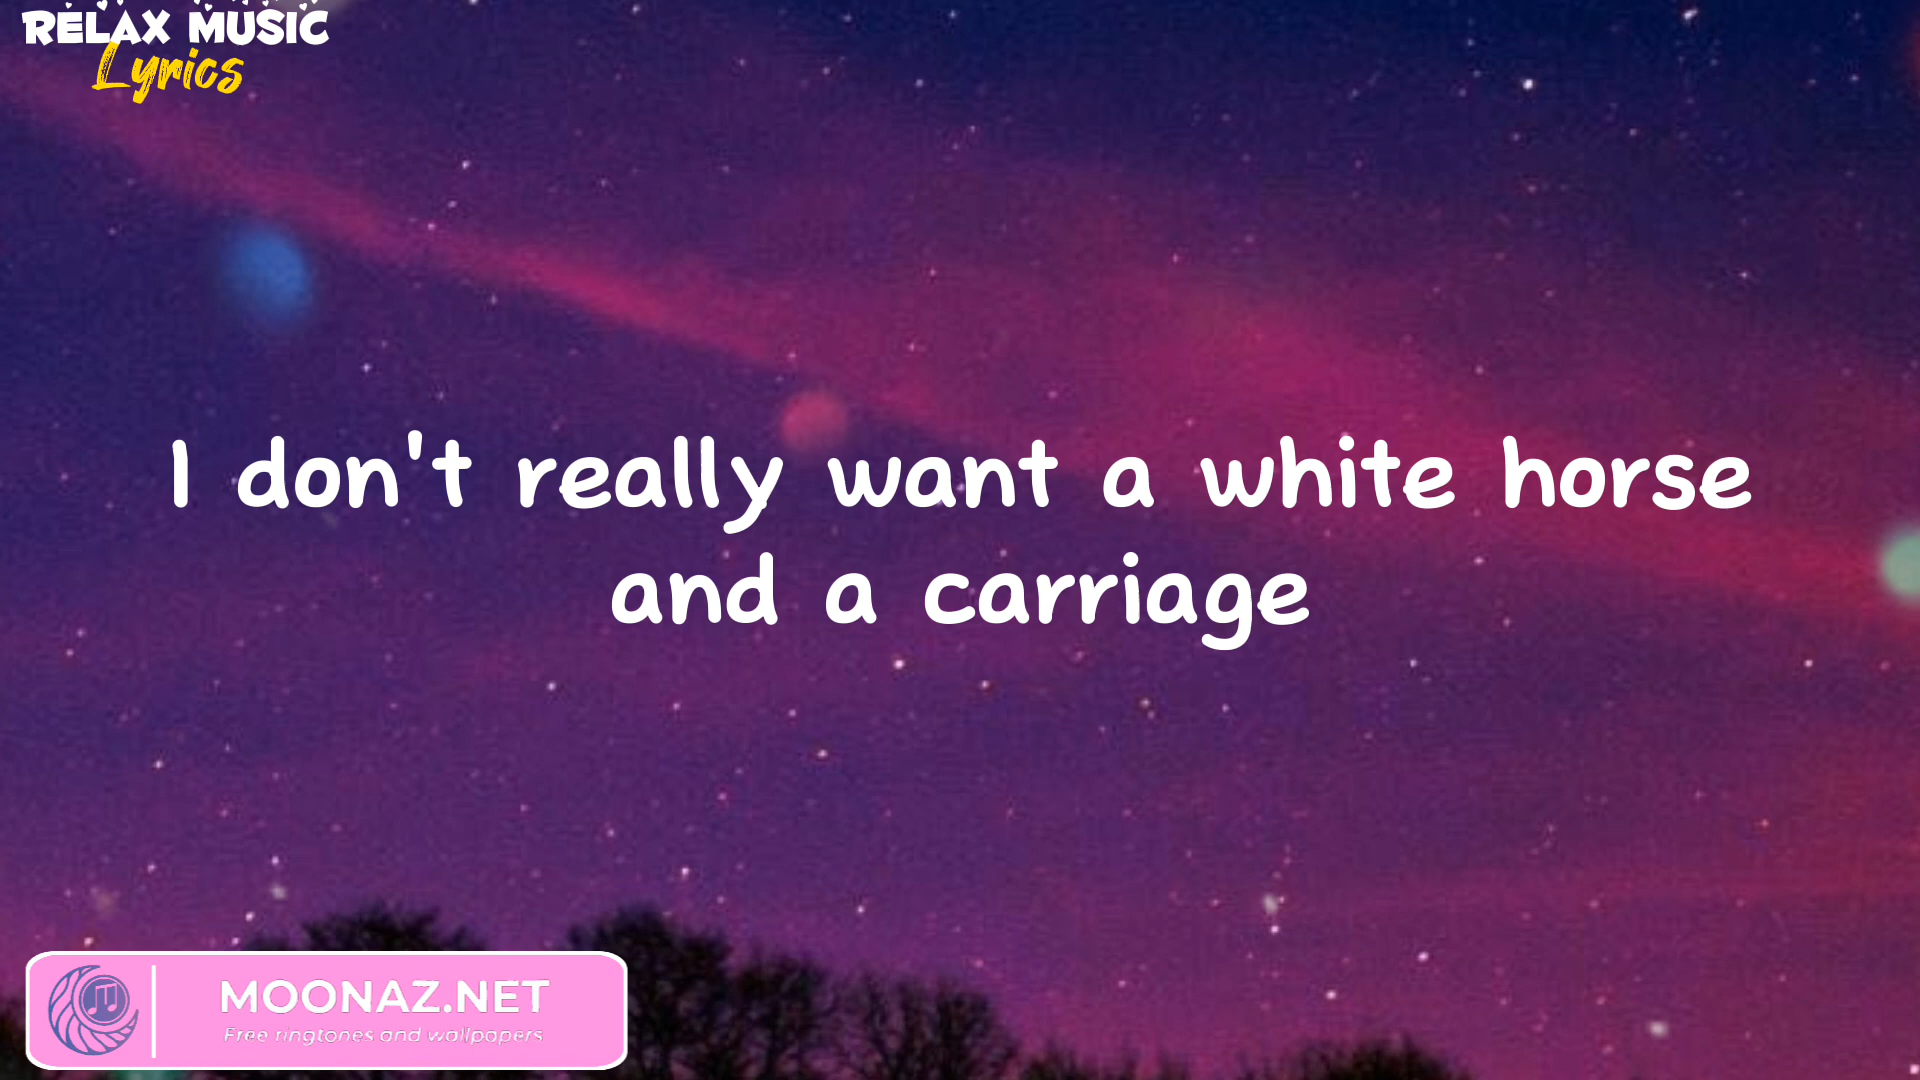 RELAX MUSIC
Lyrics
I don't really want a white horse
and a carriage
MOONAZ.NET
Free ringtones and wallpapers